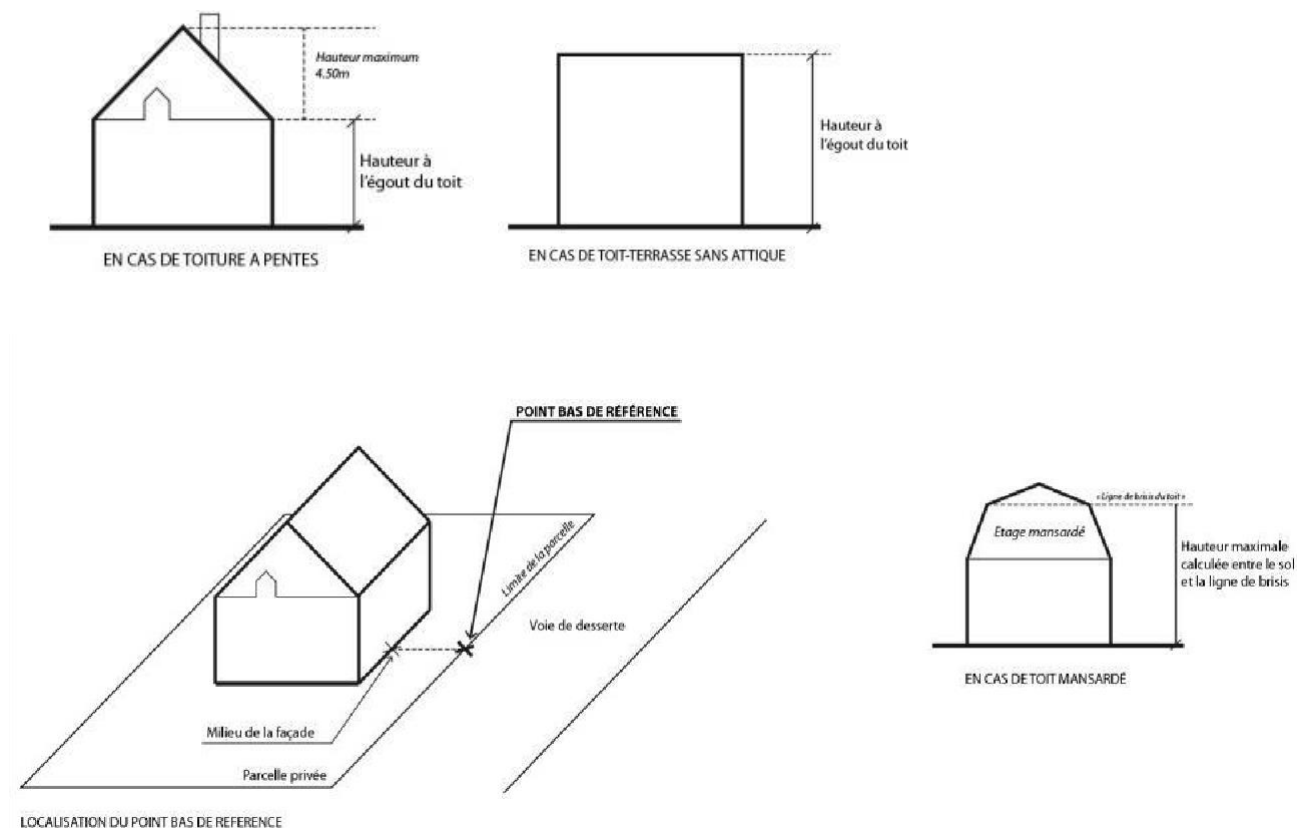 Hauteur maximum
4.50m
Hauteur à
l'égout du toit
EN CAS DE TOITURE A PENTES
Hauteur à
l'égout du toit
EN CAS DE TOIT-TERRASSE SANS ATTIQUE
POINT BAS DE RÉFÉRENCE
Limite de la parcelle
Voie de desserte
Milieu de la façade
Parcelle privée
LOCALISATION DU POINT BAS DE REFERENCE
« Ligne de brisis du toit »
Etage mansardé
Hauteur maximale
calculée entre le sol
et la ligne de brisis
EN CAS DE TOIT MANSARDÉ